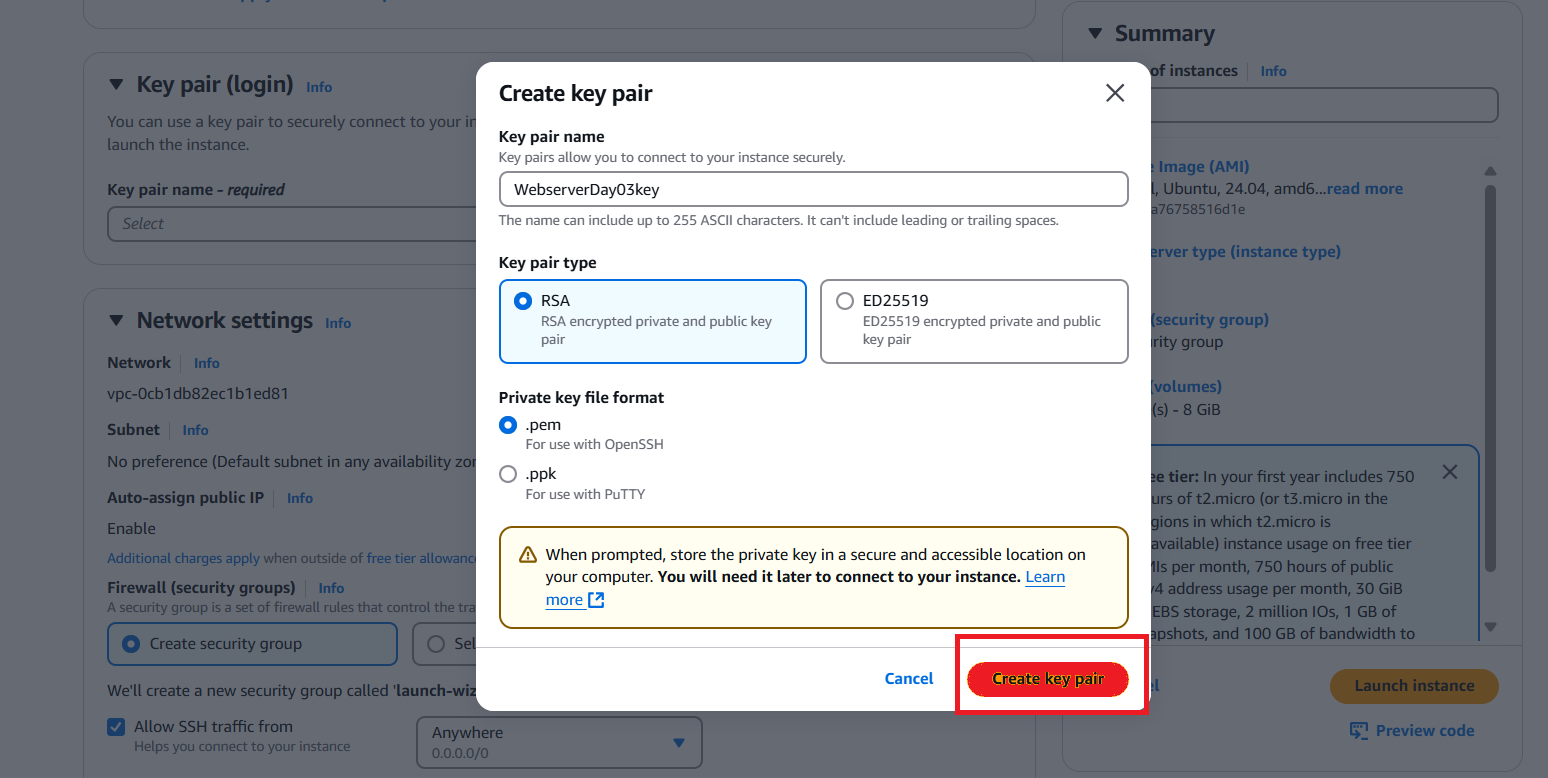 Key pair (login) Info
You can use a key pair to securely connect to your in
launch the instance.
Key pair name - required
Select
Network settings Info
Network Info
vpc-0cb1db82ec1b1ed81
Subnet Info
No preference (Default subnet in any availability zon
Auto-assign public IP Info
Enable
Additional charges apply when outside of free tier allowance
Firewall (security groups) Info
A security group is a set of firewall rules that control the tra
Create security group
Sel
We'll create a new security group called 'launch-wiz
Allow SSH traffic from
Helps you connect to your instance
Anywhere
0.0.0.0/0
Create key pair
Key pair name
Key pairs allow you to connect to your instance securely.
WebserverDay03key
The name can include up to 255 ASCII characters. It can't include leading or trailing spaces.
Key pair type
RSA
RSA encrypted private and public key
pair
ED25519
ED25519 encrypted private and public
key pair
Private key file format
.pem
For use with OpenSSH
.ppk
For use with PuTTY
When prompted, store the private key in a secure and accessible location on
your computer. You will need it later to connect to your instance. Learn
more
Cancel
Create key pair
Summary
of instances Info
e Image (AMI)
l, Ubuntu, 24.04, amd6...read more
a76758516d1e
erver type (instance type)
(security group)
rity group
(volumes)
(s) - 8 GiB
ee tier: In your first year includes 750
urs of t2.micro (or t3.micro in the
gions in which t2.micro is
available) instance usage on free tier
MIs per month, 750 hours of public
v4 address usage per month, 30 GiB
EBS storage, 2 million IOs, 1 GB of
apshots, and 100 GB of bandwidth to
el
Launch instance
Preview code